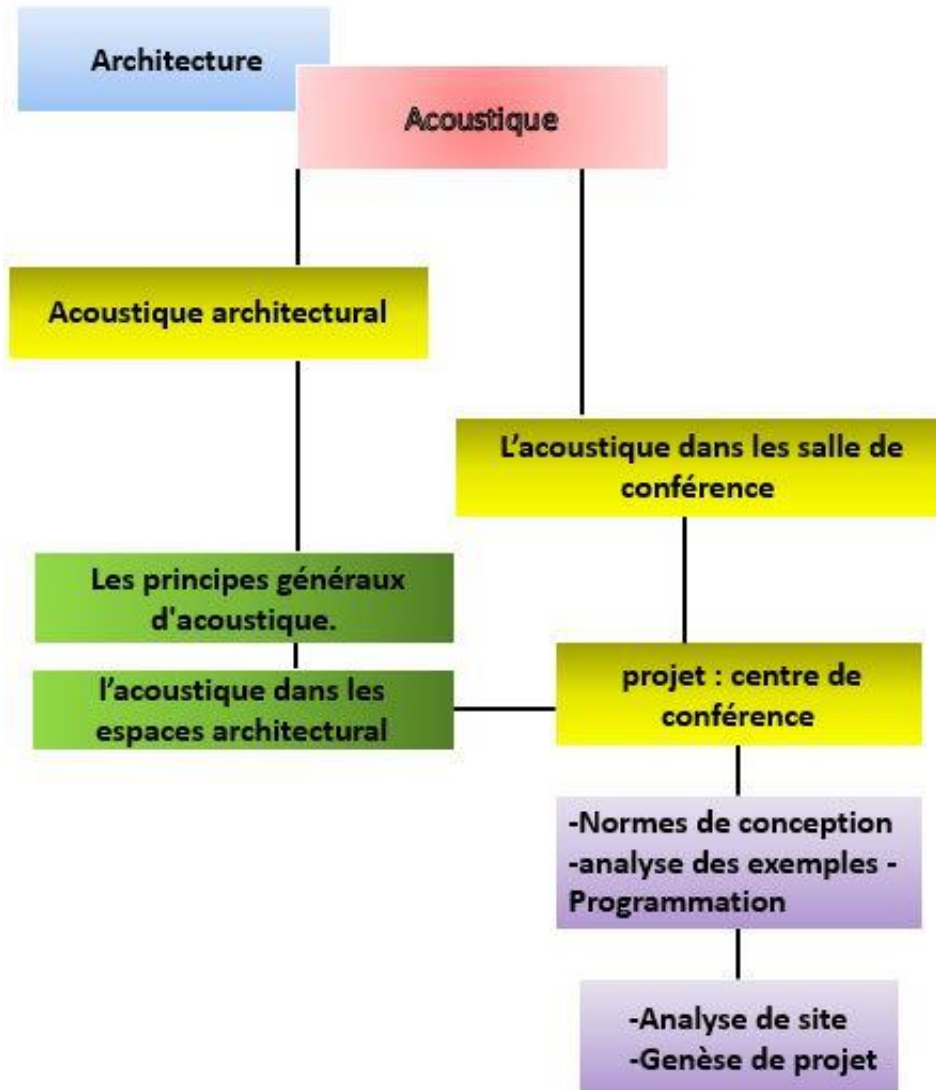 Architecture
Acoustique
Acoustique architectural
L’acoustique dans les salle de
conférence
Les principes généraux
d'acoustique.
l’acoustique dans les
espaces architectural
projet : centre de
conférence
-Normes de conception
-analyse des exemples -
Programmation
-Analyse de site
-Genèse de projet